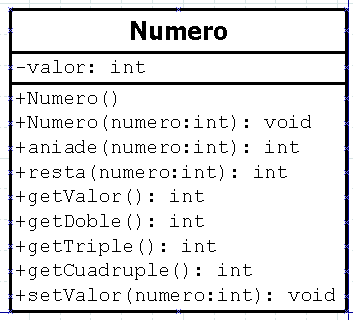 Numero
-valor: int
+Numero()
+Numero(numero:int): void
+aniade(numero:int): int
+resta(numero:int): int
+getValor(): int
+getDoble(): int
+getTriple(): int
+getCuadruple(): int
+setValor(numero:int): void